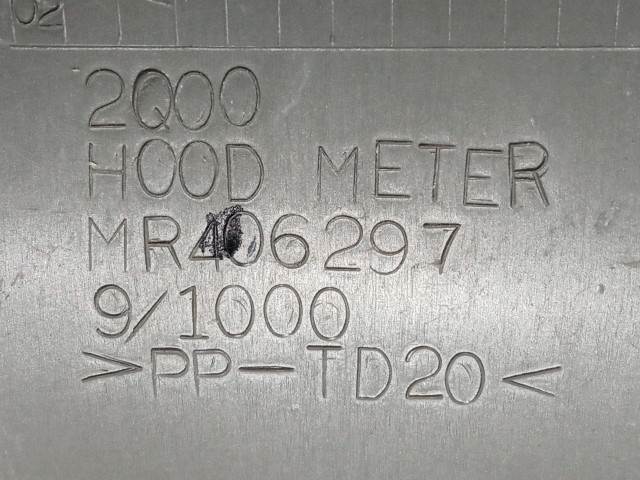 2Q00
HOOD METER
MR406297
9/1000
>PP-TD20<